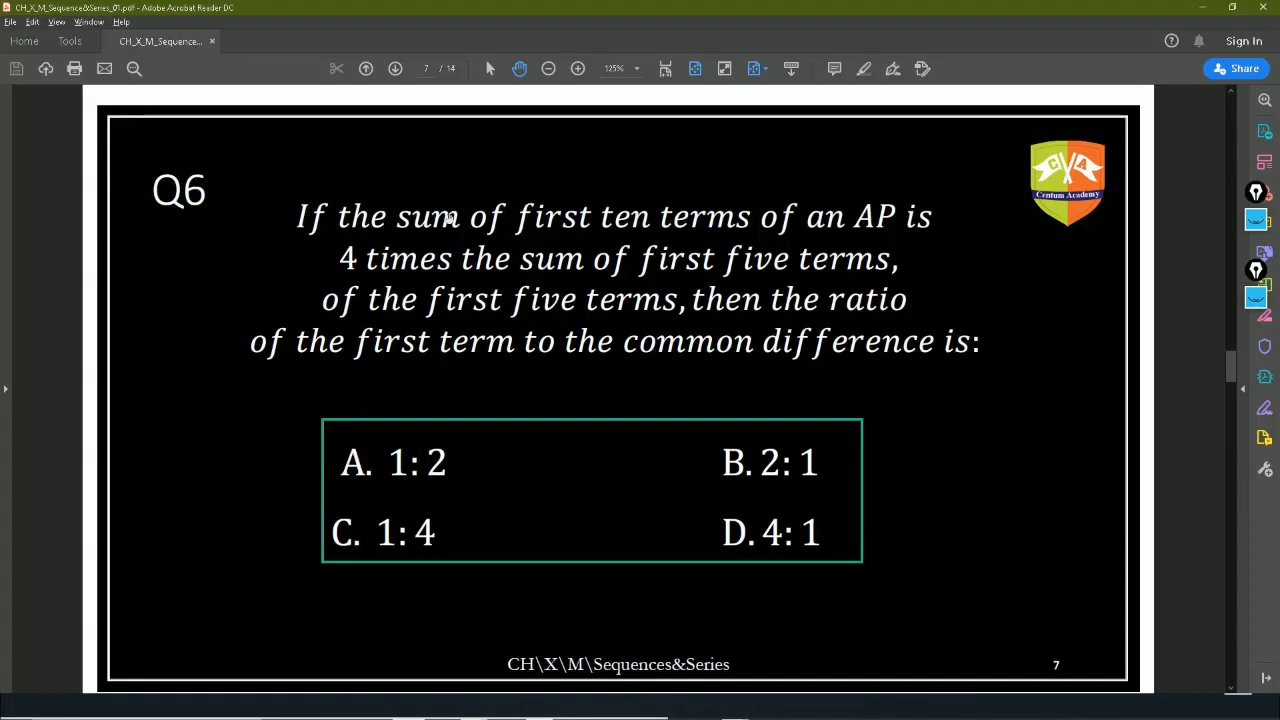 CH_X_M_Sequence&Series_01.pdf - Adobe Acrobat Reader DC
File Edit View Window Help
Home Tools CH_X_M_Sequence... × Sign In
7 / 14 125% Share
Q6
If the sum of first ten terms of an AP is
4 times the sum of first five terms,
of the first five terms, then the ratio
of the first term to the common difference is:
C A
Centum Academy
A. 1: 2 B. 2: 1
C. 1: 4 D. 4: 1
CH\X\M\Sequences&Series 7